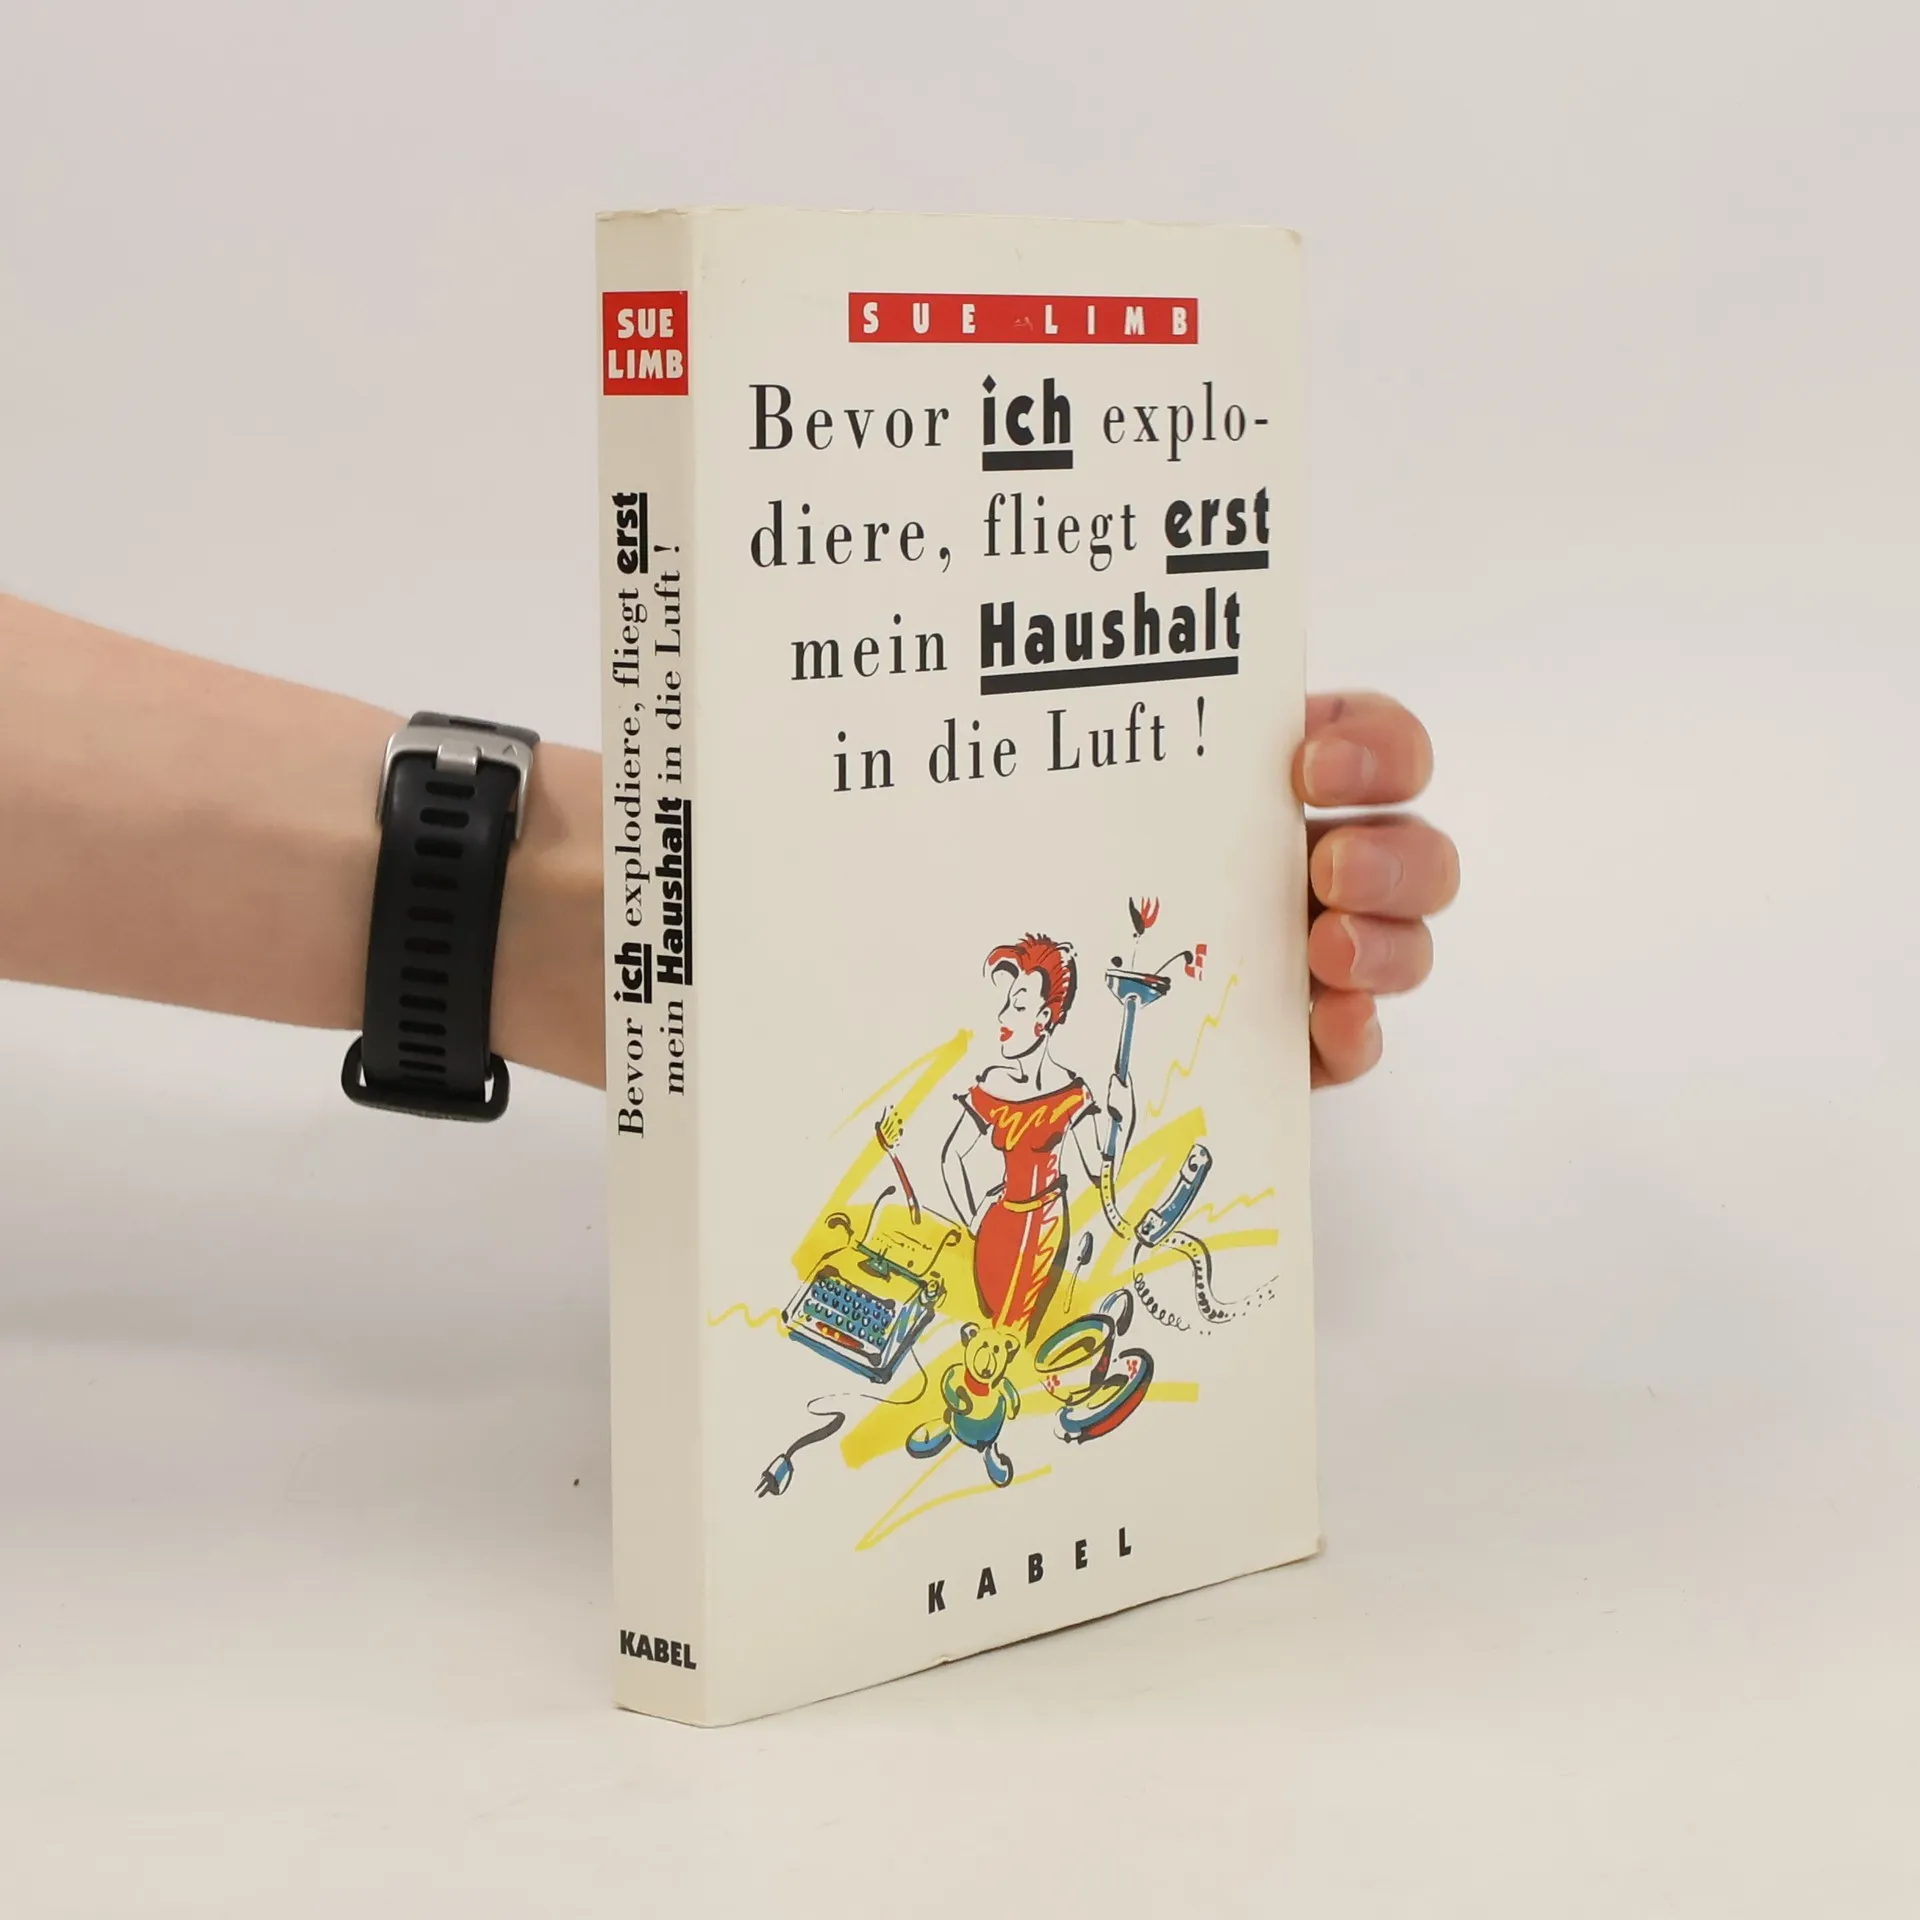 SUE
LIMB
Bevor ich explodiere, fliegt erst
mein Haushalt in die Luft !
KABEL
SUE LIMB
Bevor ich explo-
diere, fliegt erst
mein Haushalt
in die Luft !
KABEL